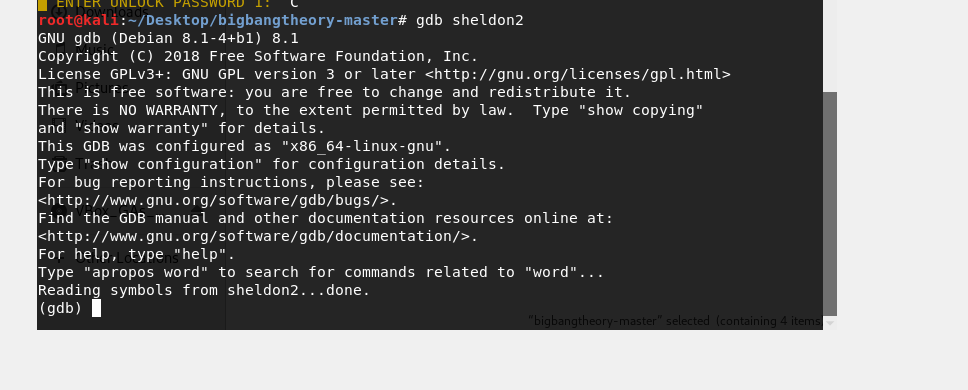 ENTER UNLOCK PASSWORD 1: ^C
root@kali:~/Desktop/bigbangtheory-master# gdb sheldon2
GNU gdb (Debian 8.1-4+b1) 8.1
Copyright (C) 2018 Free Software Foundation, Inc.
License GPLv3+: GNU GPL version 3 or later <http://gnu.org/licenses/gpl.html>
This is free software: you are free to change and redistribute it.
There is NO WARRANTY, to the extent permitted by law.  Type "show copying"
and "show warranty" for details.
This GDB was configured as "x86_64-linux-gnu".
Type "show configuration" for configuration details.
For bug reporting instructions, please see:
<http://www.gnu.org/software/gdb/bugs/>.
Find the GDB manual and other documentation resources online at:
<http://www.gnu.org/software/gdb/documentation/>.
For help, type "help".
Type "apropos word" to search for commands related to "word"...
Reading symbols from sheldon2...done.
(gdb)
"bigbangtheory-master" selected (containing 4 items